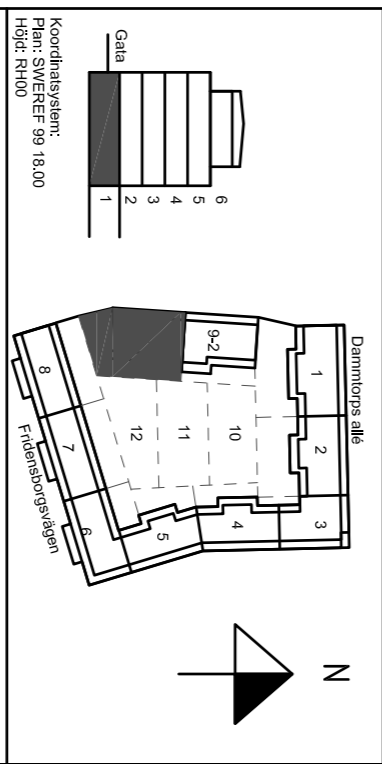 Koordinatsystem:
Plan: SWEREF 99 18.00
Höjd: RH00
Gata
1
2
3
4
5
6
Dammtorps allé
1
2
3
9-2
10
11
12
4
5
6
7
8
Fridensborgsvägen
N